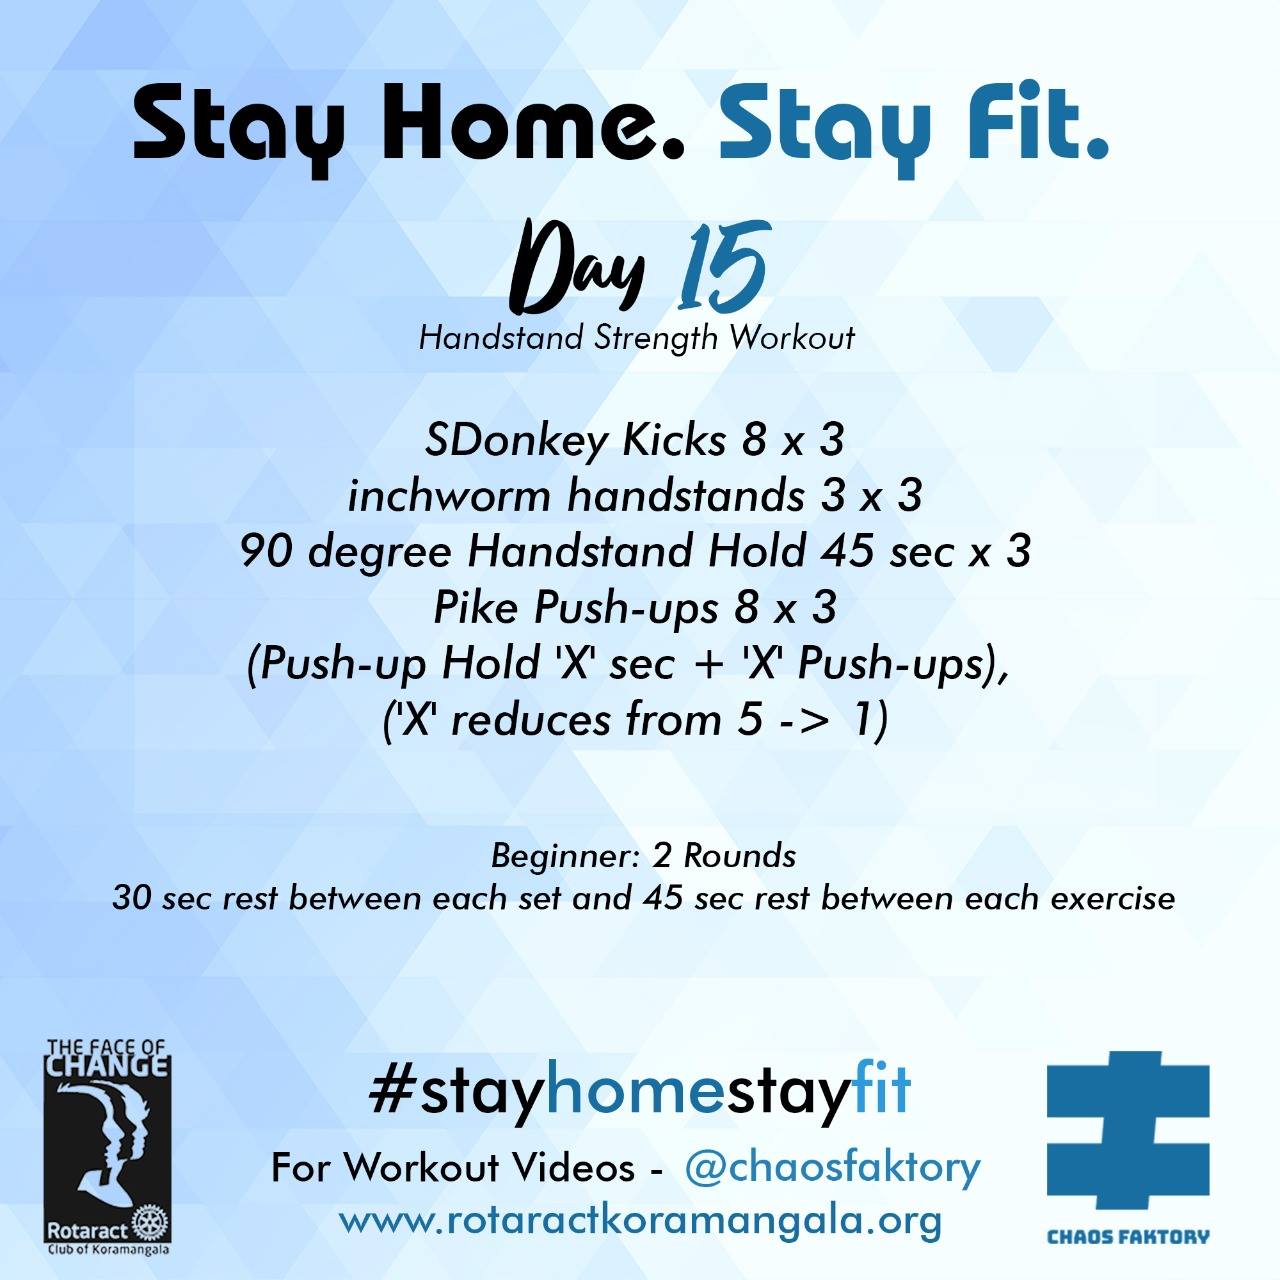 Stay Home. Stay Fit.
Day 15
Handstand Strength Workout
SDonkey Kicks 8 x 3
inchworm handstands 3 x 3
90 degree Handstand Hold 45 sec x 3
Pike Push-ups 8 x 3
(Push-up Hold 'X' sec + 'X' Push-ups),
('X' reduces from 5 -> 1)
Beginner: 2 Rounds
30 sec rest between each set and 45 sec rest between each exercise
THE FACE OF
CHANGE
Rotaract
Club of Koramangala
#stayhomestayfit
For Workout Videos - @chaosfaktory
www.rotaractkoramangala.org
CHAOS FAKTORY